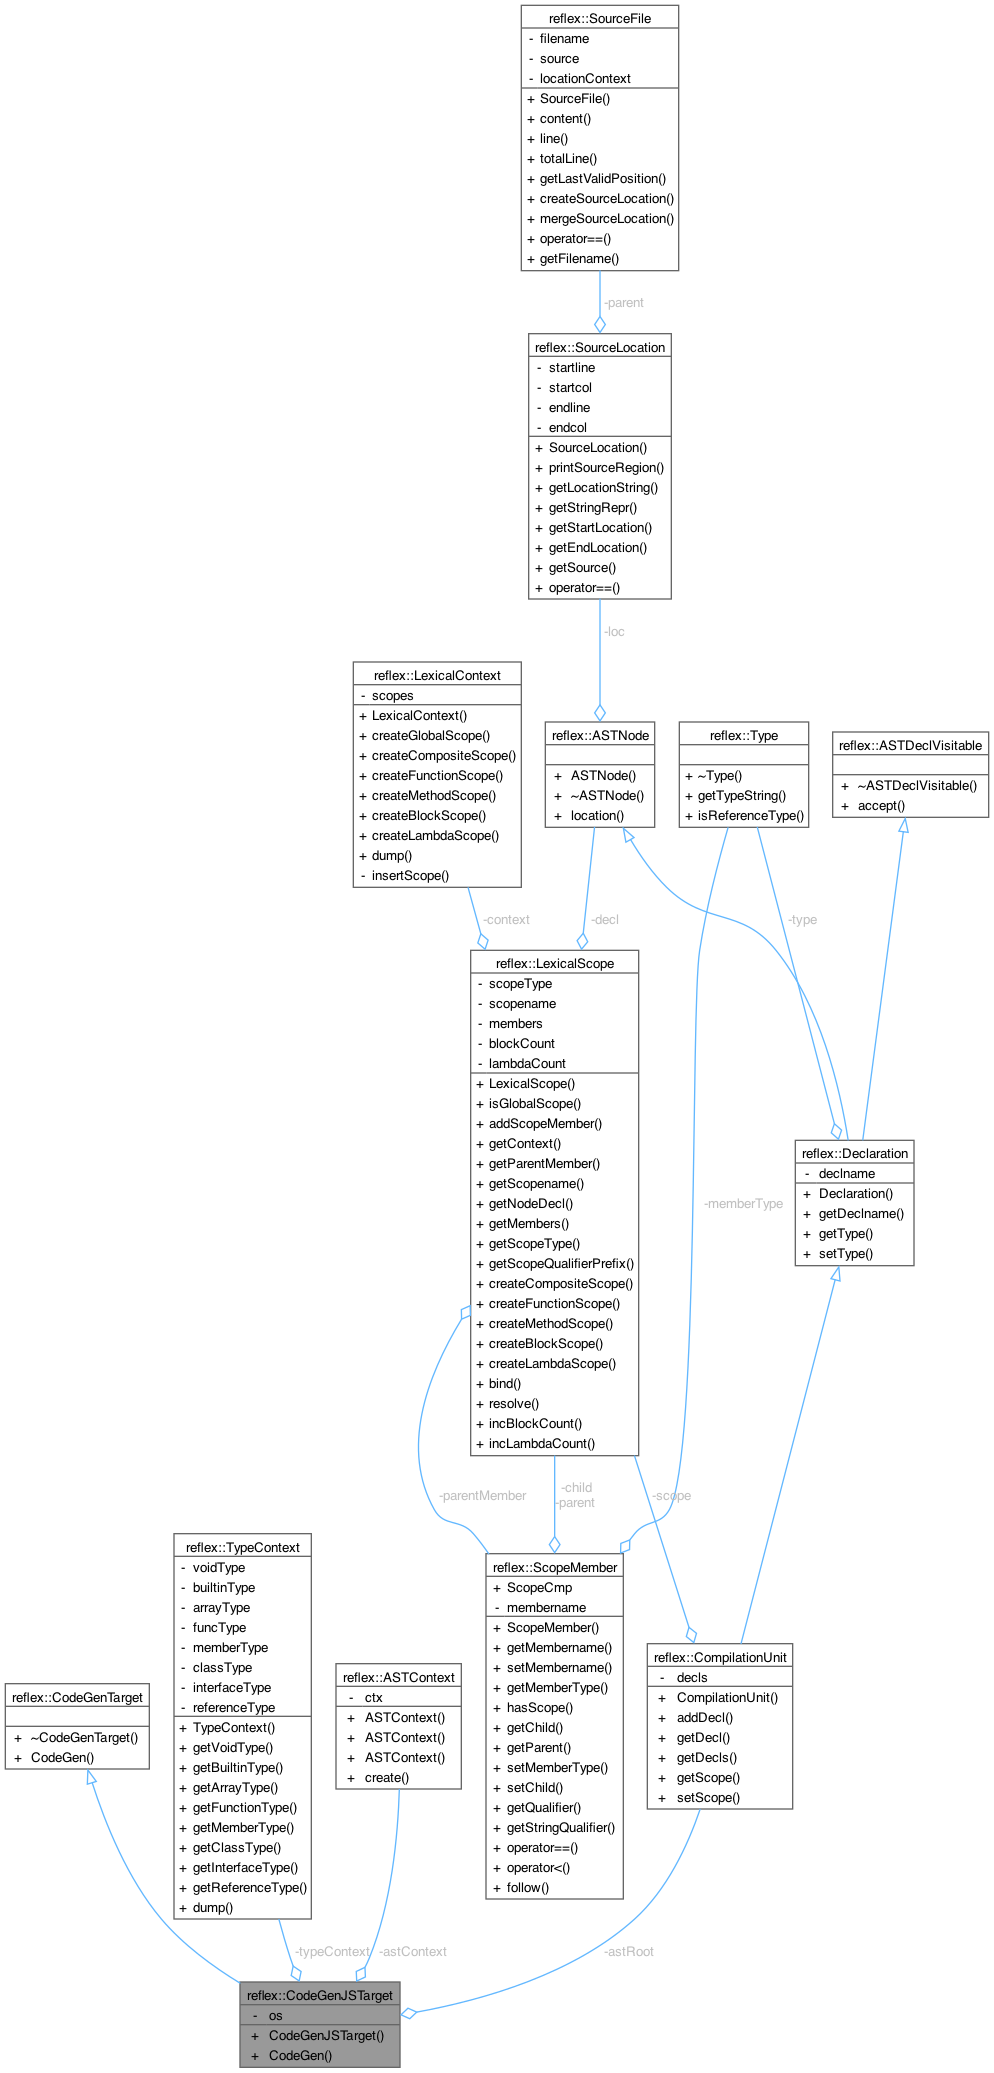 reflex::SourceFile
- filename
- source
- locationContext
+ SourceFile()
+ content()
+ line()
+ totalLine()
+ getLastValidPosition()
+ createSourceLocation()
+ mergeSourceLocation()
+ operator==()
+ getFilename()
-parent
reflex::SourceLocation
- startline
- startcol
- endline
- endcol
+ SourceLocation()
+ printSourceRegion()
+ getLocationString()
+ getStringRepr()
+ getStartLocation()
+ getEndLocation()
+ getSource()
+ operator==()
-loc
reflex::LexicalContext
- scopes
+ LexicalContext()
+ createGlobalScope()
+ createCompositeScope()
+ createFunctionScope()
+ createMethodScope()
+ createBlockScope()
+ createLambdaScope()
+ dump()
- insertScope()
reflex::ASTNode
+ ASTNode()
+ ~ASTNode()
+ location()
reflex::Type
+ ~Type()
+ getTypeString()
+ isReferenceType()
reflex::ASTDeclVisitable
+ ~ASTDeclVisitable()
+ accept()
-context
-decl
-type
reflex::LexicalScope
- scopeType
- scopename
- members
- blockCount
- lambdaCount
+ LexicalScope()
+ isGlobalScope()
+ addScopeMember()
+ getContext()
+ getParentMember()
+ getScopename()
+ getNodeDecl()
+ getMembers()
+ getScopeType()
+ getScopeQualifierPrefix()
+ createCompositeScope()
+ createFunctionScope()
+ createMethodScope()
+ createBlockScope()
+ createLambdaScope()
+ bind()
+ resolve()
+ incBlockCount()
+ incLambdaCount()
-memberType
reflex::Declaration
- declname
+ Declaration()
+ getDeclname()
+ getType()
+ setType()
-parentMember
-child
-parent
-scope
reflex::TypeContext
- voidType
- builtinType
- arrayType
- funcType
- memberType
- classType
- interfaceType
- referenceType
+ TypeContext()
+ getVoidType()
+ getBuiltinType()
+ getArrayType()
+ getFunctionType()
+ getMemberType()
+ getClassType()
+ getInterfaceType()
+ getReferenceType()
+ dump()
reflex::ScopeMember
+ ScopeCmp
- membername
+ ScopeMember()
+ getMembername()
+ setMembername()
+ getMemberType()
+ hasScope()
+ getChild()
+ getParent()
+ setMemberType()
+ setChild()
+ getQualifier()
+ getStringQualifier()
+ operator==()
+ operator<()
+ follow()
reflex::CompilationUnit
- decls
+ CompilationUnit()
+ addDecl()
+ getDecl()
+ getDecls()
+ getScope()
+ setScope()
reflex::ASTContext
- ctx
+ ASTContext()
+ ASTContext()
+ ASTContext()
+ create()
reflex::CodeGenTarget
+ ~CodeGenTarget()
+ CodeGen()
-typeContext
-astContext
-astRoot
reflex::CodeGenJSTarget
- os
+ CodeGenJSTarget()
+ CodeGen()